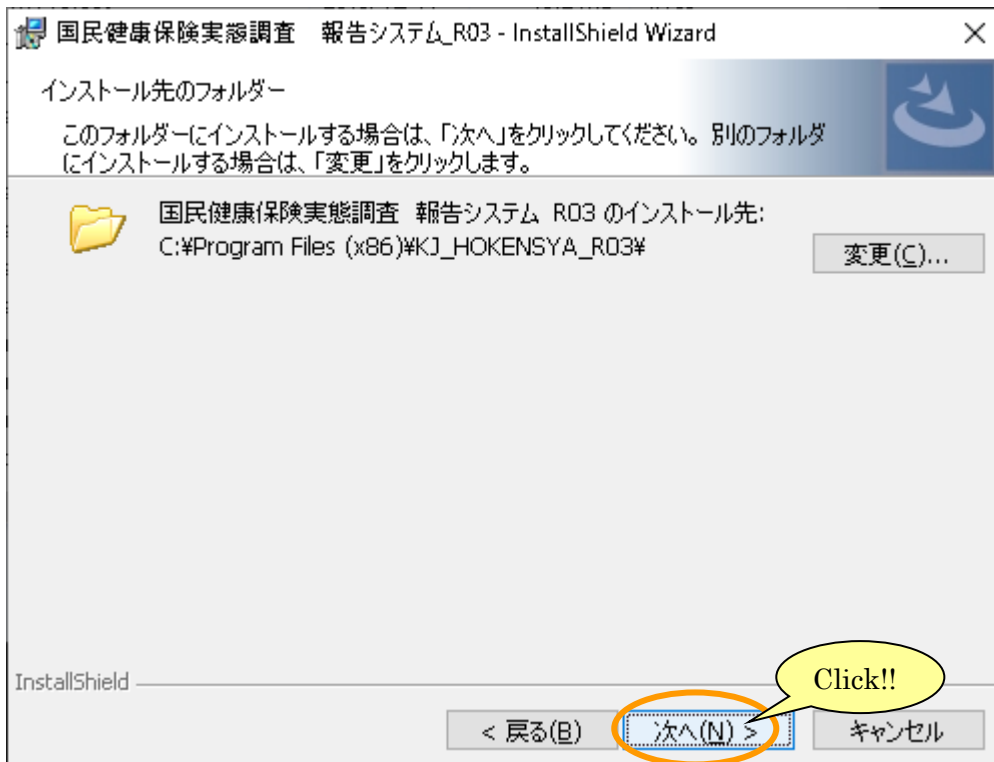 国民健康保険実態調査　報告システム_R03 - InstallShield Wizard
インストール先のフォルダー
このフォルダーにインストールする場合は、「次へ」をクリックしてください。別のフォルダ
にインストールする場合は、「変更」をクリックします。
国民健康保険実態調査 報告システム R03 のインストール先:
C:¥Program Files (x86)¥KJ_HOKENSYA_R03¥
変更(C)...
InstallShield
Click!!
< 戻る(B)
次へ(N) >
キャンセル